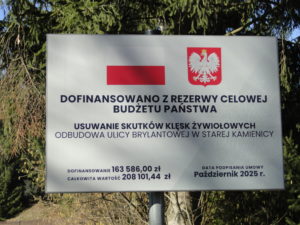 DOFINANSOWANO Z REZERWY CELOWEJ
BUDŻETU PAŃSTWA
USUWANIE SKUTKÓW KLĘSK ŻYWIOŁOWYCH
ODBUDOWA ULICY BRYLANTOWEJ W STAREJ KAMIENICY
DOFINANSOWANIE 163 586,00 zł
CAŁKOWITA WARTOŚĆ 208 101,44 zł
DATA PODPISANIA UMOWY
Październik 2025 r.